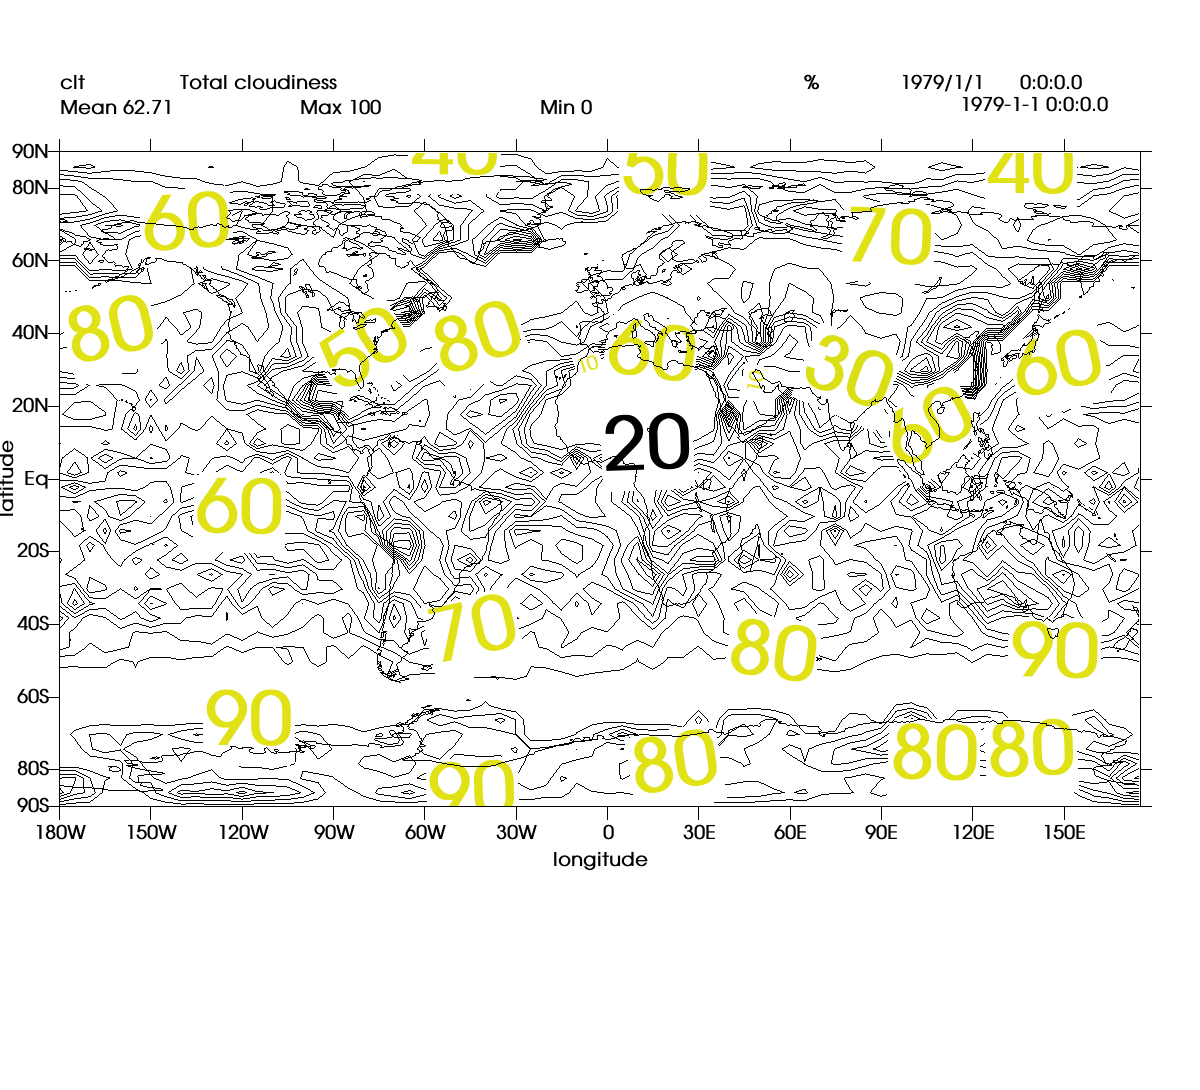 clt Total cloudiness % 1979/1/1 0:0:0.0
Mean 62.71 Max 100 Min 0 1979-1-1 0:0:0.0
90N 40 50 40
80N
60 70
60N
80 50 80
40N 60 30 60
10 10
20N 60
20
latitude
Eq
60
20S
40S 70 80 90
60S
90 80 80 80
80S 90
90S
180W 150W 120W 90W 60W 30W 0 30E 60E 90E 120E 150E
longitude